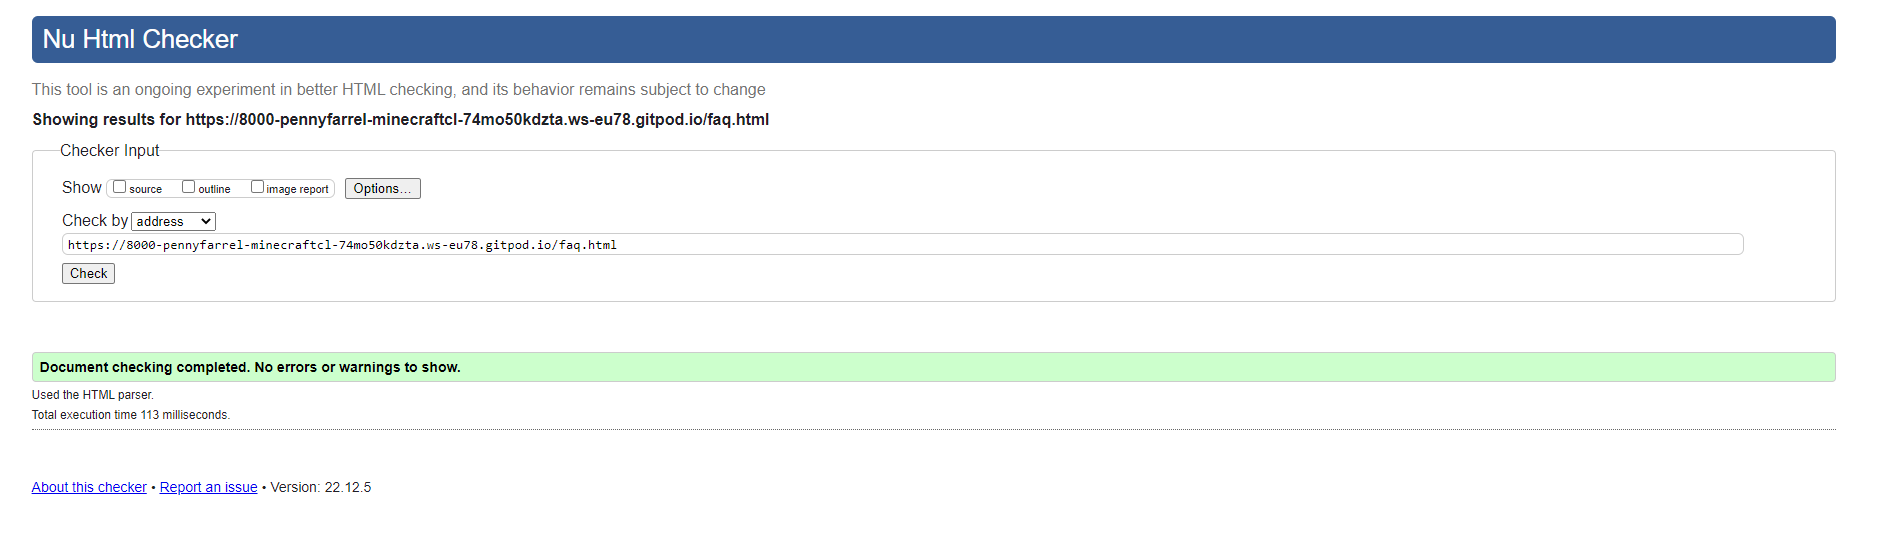 Nu Html Checker
This tool is an ongoing experiment in better HTML checking, and its behavior remains subject to change
Showing results for https://8000-pennyfarrel-minecraftcl-74mo50kdzta.ws-eu78.gitpod.io/faq.html
Checker Input
Show source outline image report Options...
Check by address
https://8000-pennyfarrel-minecraftcl-74mo50kdzta.ws-eu78.gitpod.io/faq.html
Check
Document checking completed. No errors or warnings to show.
Used the HTML parser.
Total execution time 113 milliseconds.
About this checker • Report an issue • Version: 22.12.5